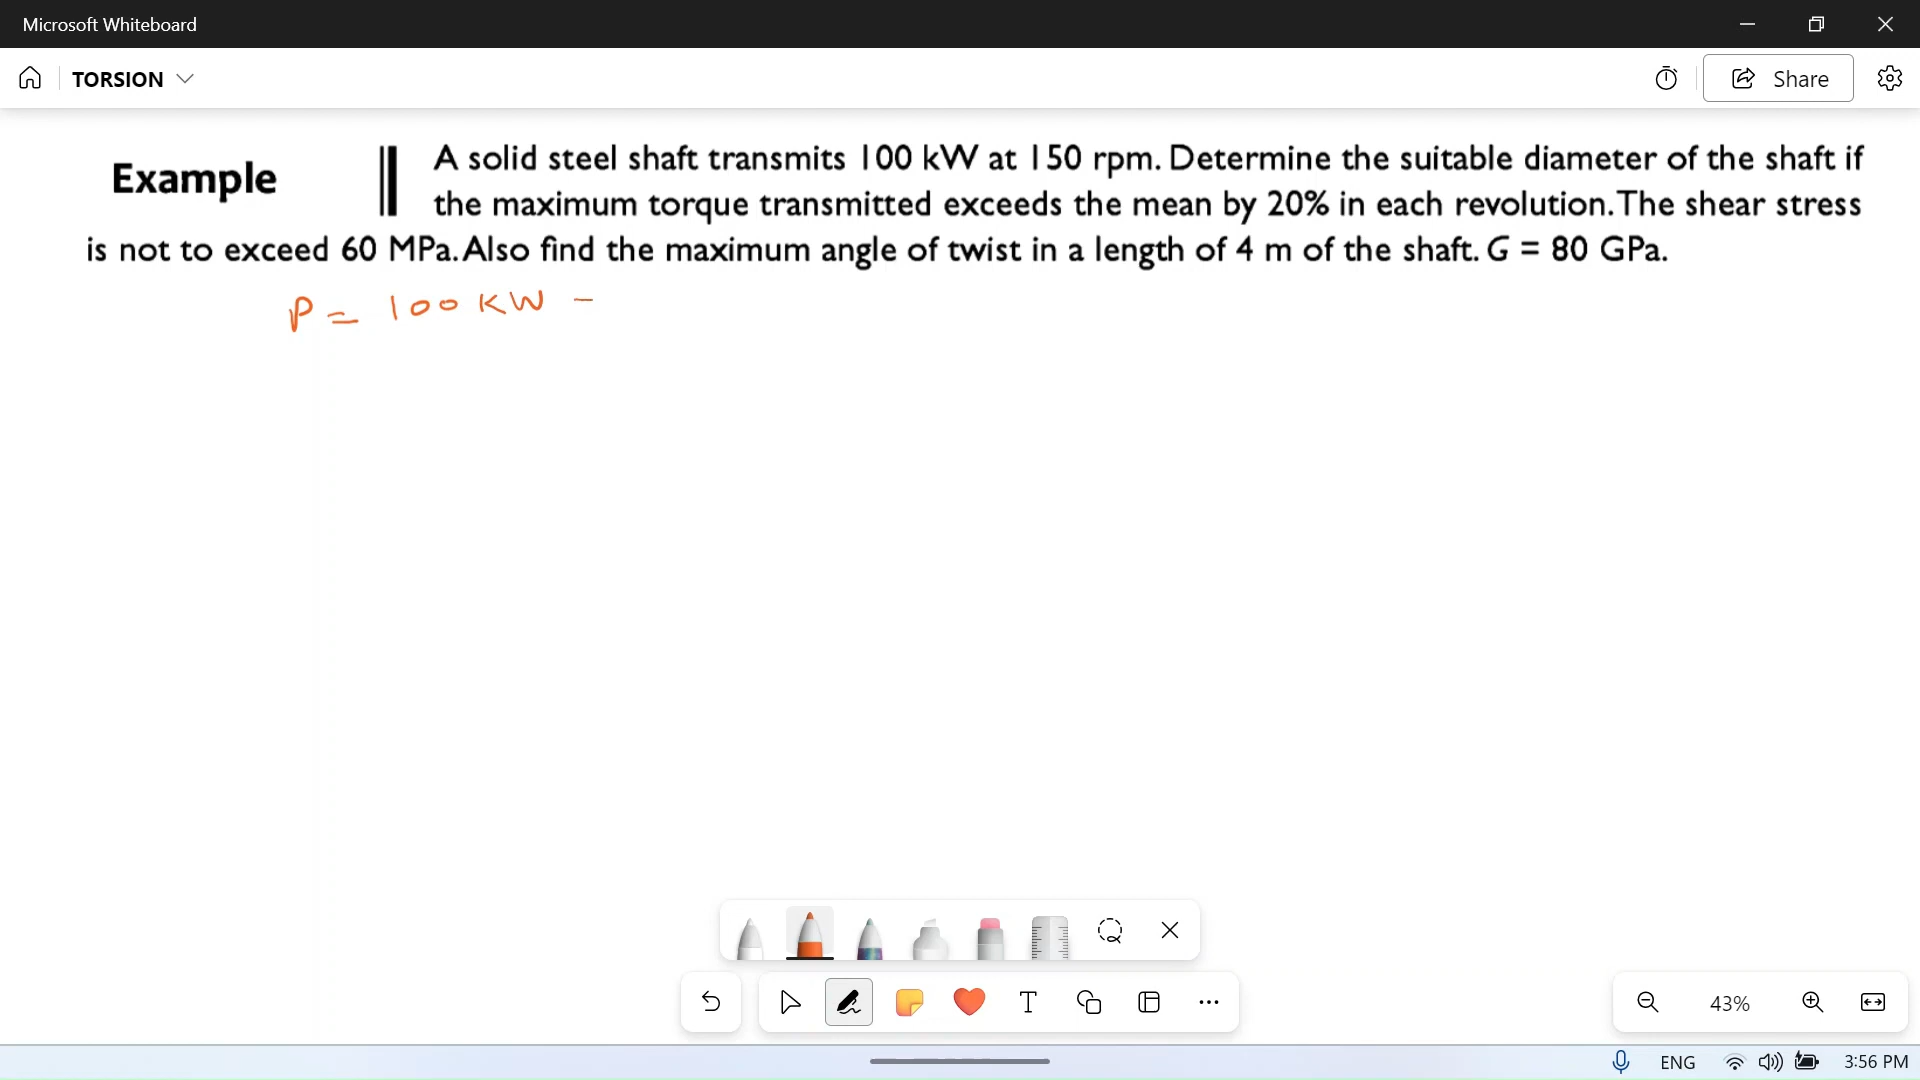 Microsoft Whiteboard
TORSION
Share
Example
A solid steel shaft transmits 100 kW at 150 rpm. Determine the suitable diameter of the shaft if
the maximum torque transmitted exceeds the mean by 20% in each revolution. The shear stress
is not to exceed 60 MPa. Also find the maximum angle of twist in a length of 4 m of the shaft. G = 80 GPa.
P = 100 KW -
T
43%
ENG
3:56 PM